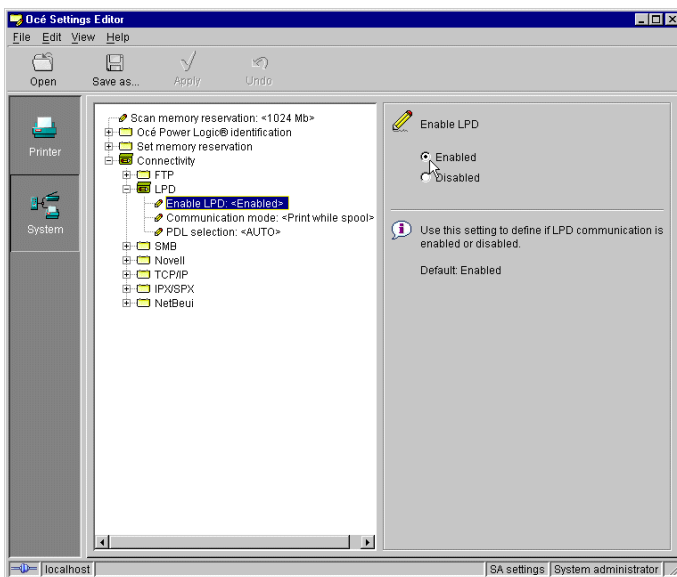 Océ Settings Editor
File Edit View Help
Open Save as... Apply Undo
Printer
System
Scan memory reservation: <1024 Mb>
Océ Power Logic® identification
Set memory reservation
Connectivity
FTP
LPD
Enable LPD: <Enabled>
Communication mode: <Print while spool>
PDL selection: <AUTO>
SMB
Novell
TCP/IP
IPX/SPX
NetBeui
Enable LPD
Enabled
Disabled
Use this setting to define if LPD communication is
enabled or disabled.
Default: Enabled
localhost SA settings System administrator